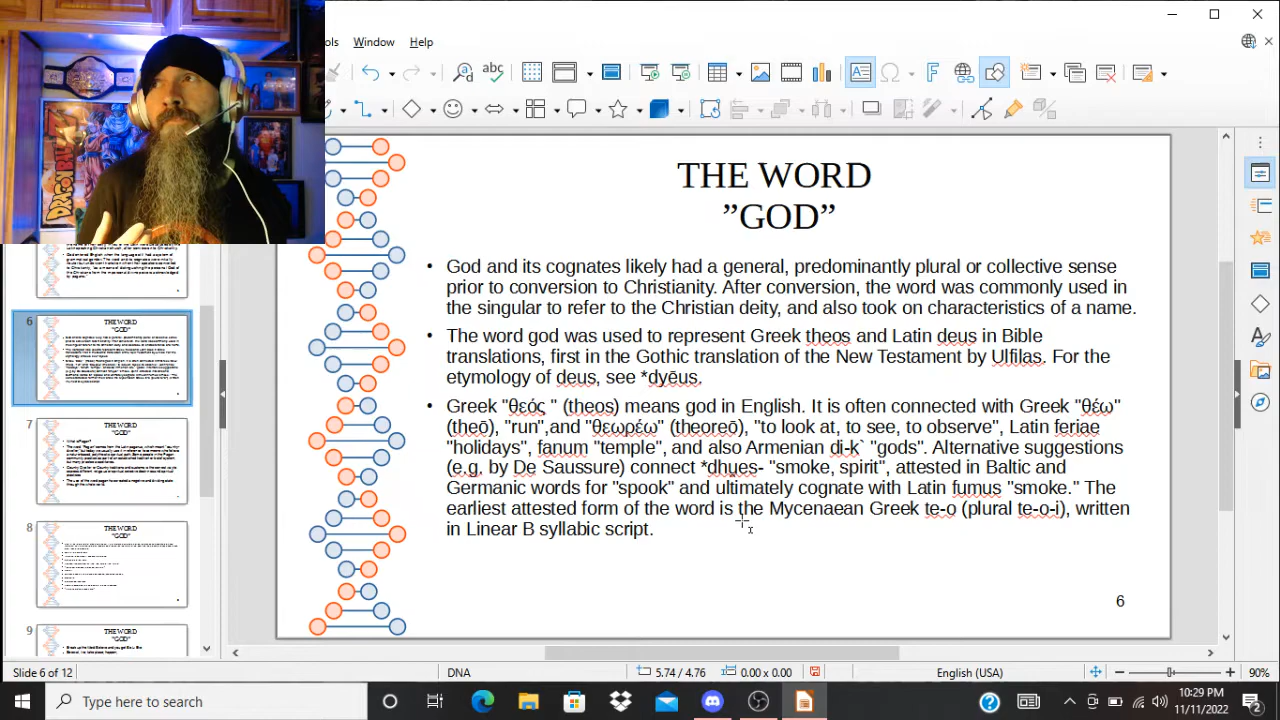 ols Window Help
DRAGON BALL
THE WORD
”GOD”
• God and its cognates likely had a general, predominantly plural or collective sense
prior to conversion to Christianity. After conversion, the word was commonly used in
the singular to refer to the Christian deity, and also took on characteristics of a name.
• The word god was used to represent Greek theos and Latin deus in Bible
translations, first in the Gothic translation of the New Testament by Ulfilas. For the
etymology of deus, see *dyēus.
• Greek "θεός " (theos) means god in English. It is often connected with Greek "θέω"
(theō), "run",and "θεωρέω" (theoreō), "to look at, to see, to observe", Latin feriae
"holidays", fanum "temple", and also Armenian di-k` "gods". Alternative suggestions
(e.g. by De Saussure) connect *dhu̯es- "smoke, spirit", attested in Baltic and
Germanic words for "spook" and ultimately cognate with Latin fumus "smoke." The
earliest attested form of the word is the Mycenaean Greek te-o (plural te-o-i), written
in Linear B syllabic script.
6
6
THE WORD
"GOD"
7
THE WORD
"GOD"
What is Pagan?
8
THE WORD
"GOD"
9
THE WORD
"GOD"
Slide 6 of 12
DNA
5.74 / 4.76
0.00 x 0.00
English (USA)
90%
Type here to search
10:29 PM
11/11/2022
2